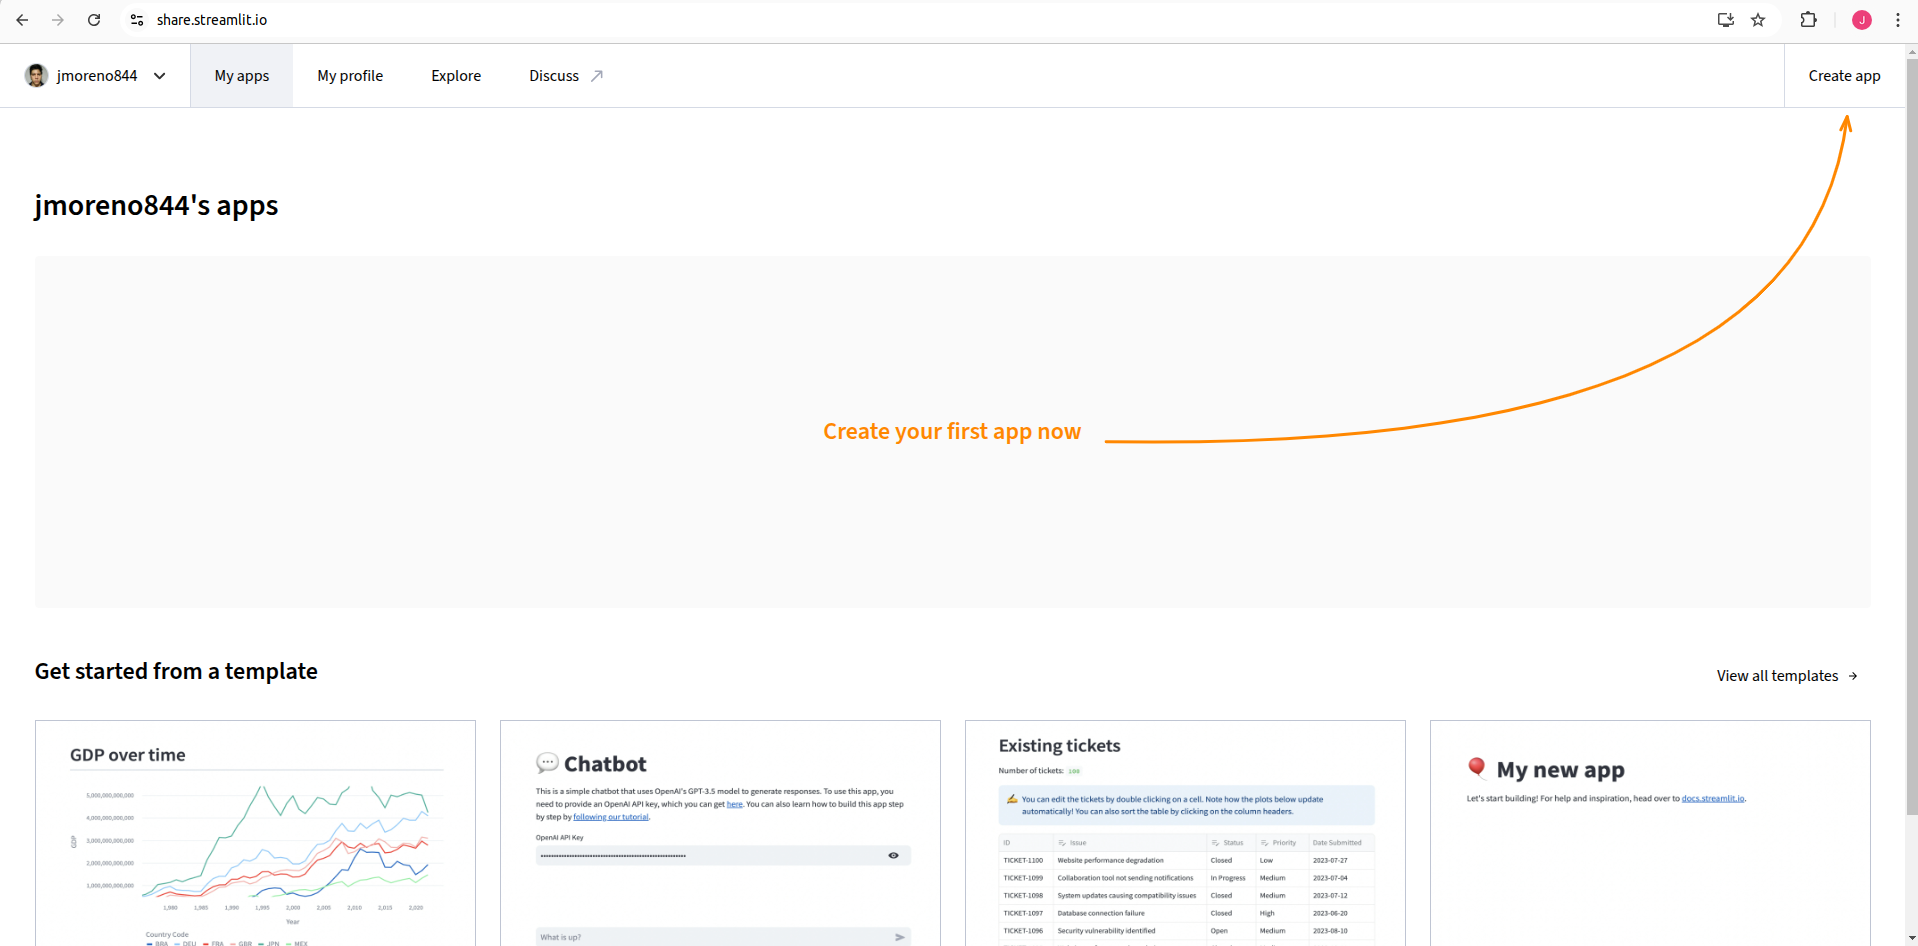 share.streamlit.io
J
jmoreno844
My apps
My profile
Explore
Discuss
Create app
jmoreno844's apps
Create your first app now
Get started from a template
View all templates
GDP over time
5,000,000,000,000
4,000,000,000,000
3,000,000,000,000
2,000,000,000,000
1,000,000,000,000
GDP
1,980 1,985 1,990 1,995 2,000 2,005 2,010 2,015 2,020
Year
Country Code
BRA DEU FRA GBR JPN MEX
Chatbot
This is a simple chatbot that uses OpenAI's GPT-3.5 model to generate responses. To use this app, you
need to provide an OpenAI API key, which you can get here. You can also learn how to build this app step
by step by following our tutorial.
OpenAI API Key
What is up?
Existing tickets
Number of tickets: 100
You can edit the tickets by double clicking on a cell. Note how the plots below update
automatically! You can also sort the table by clicking on the column headers.
ID Issue Status Priority Date Submitted
TICKET-1100 Website performance degradation Closed Low 2023-07-27
TICKET-1099 Collaboration tool not sending notifications In Progress Medium 2023-07-04
TICKET-1098 System updates causing compatibility issues Closed Medium 2023-07-12
TICKET-1097 Database connection failure Closed High 2023-06-20
TICKET-1096 Security vulnerability identified Open Medium 2023-08-10
My new app
Let's start building! For help and inspiration, head over to docs.streamlit.io.